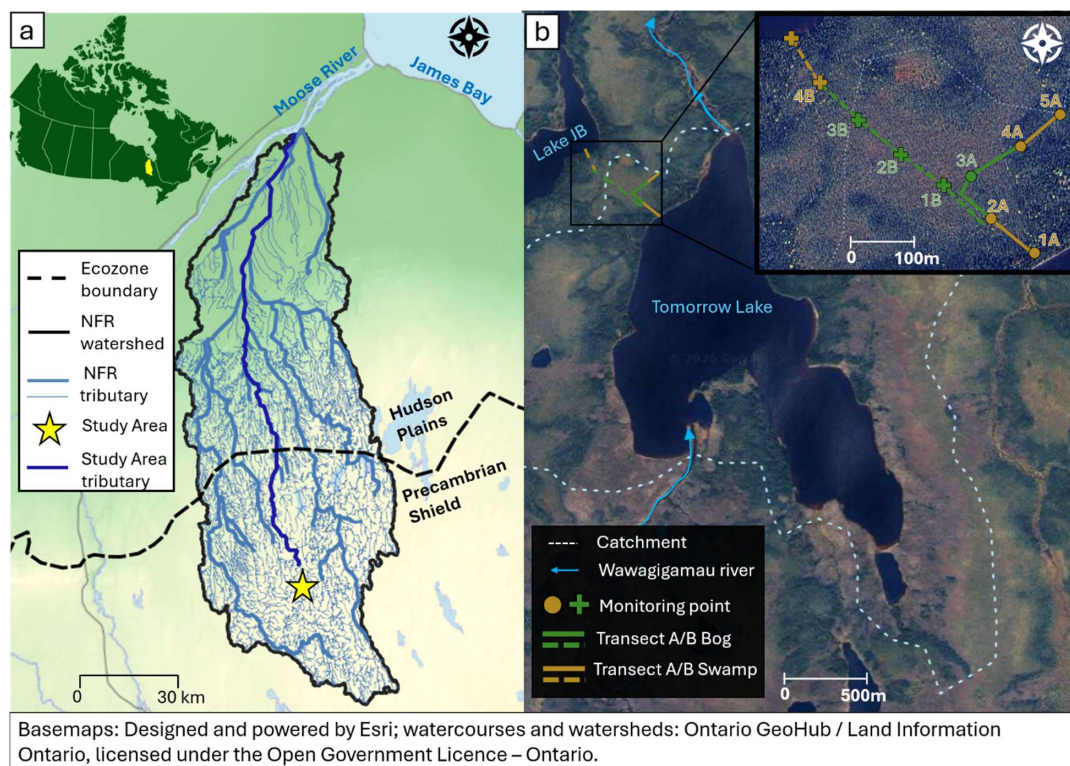 a
Moose River
James Bay
Ecozone
boundary
NFR
watershed
NFR
tributary
Study Area
Study Area
tributary
Hudson
Plains
Precambrian
Shield
0 30 km
b
Lake JB
Tomorrow Lake
4B
3B
2B
1B
5A
4A
3A
2A
1A
0 100m
Catchment
Wawagigamau river
Monitoring point
Transect A/B Bog
Transect A/B Swamp
0 500m
Basemaps: Designed and powered by Esri; watercourses and watersheds: Ontario GeoHub / Land Information
Ontario, licensed under the Open Government Licence – Ontario.